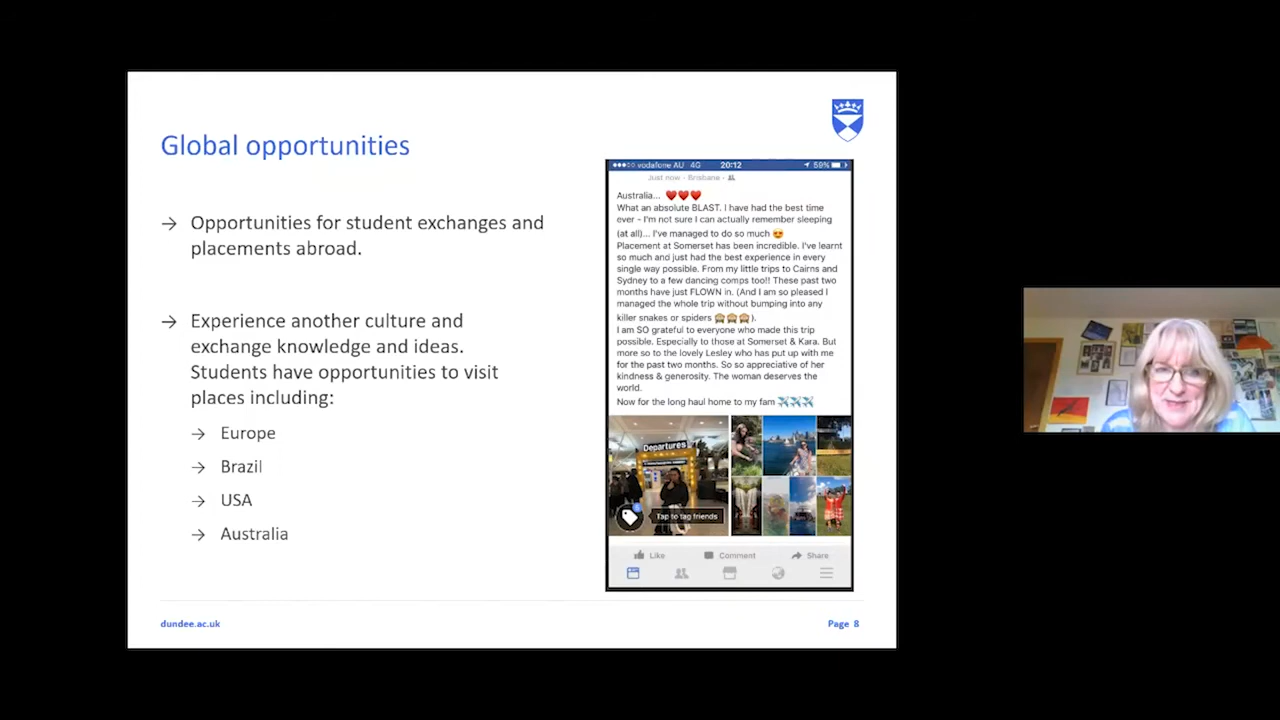 Global opportunities
→ Opportunities for student exchanges and
placements abroad.
→ Experience another culture and
exchange knowledge and ideas.
Students have opportunities to visit
places including:
→ Europe
→ Brazil
→ USA
→ Australia
vodafone AU 4G 20:12 59%
Just now - Brisbane -
Australia... ❤❤❤
What an absolute BLAST. I have had the best time
ever - I'm not sure I can actually remember sleeping
(at all)... I've managed to do so much 😍
Placement at Somerset has been incredible. I've learnt
so much and just had the best experience in every
single way possible. From my little trips to Cairns and
Sydney to a few dancing comps too!! These past two
months have just FLOWN in. (And I am so pleased I
managed the whole trip without bumping into any
killer snakes or spiders 🙈🙈🙈).
I am SO grateful to everyone who made this trip
possible. Especially to those at Somerset & Kara. But
more so to the lovely Lesley who has put up with me
for the past two months. So so appreciative of her
kindness & generosity. The woman deserves the
world.
Now for the long haul home to my fam ✈✈✈
Departures
Tap to tag friends
Like Comment Share
dundee.ac.uk
Page 8